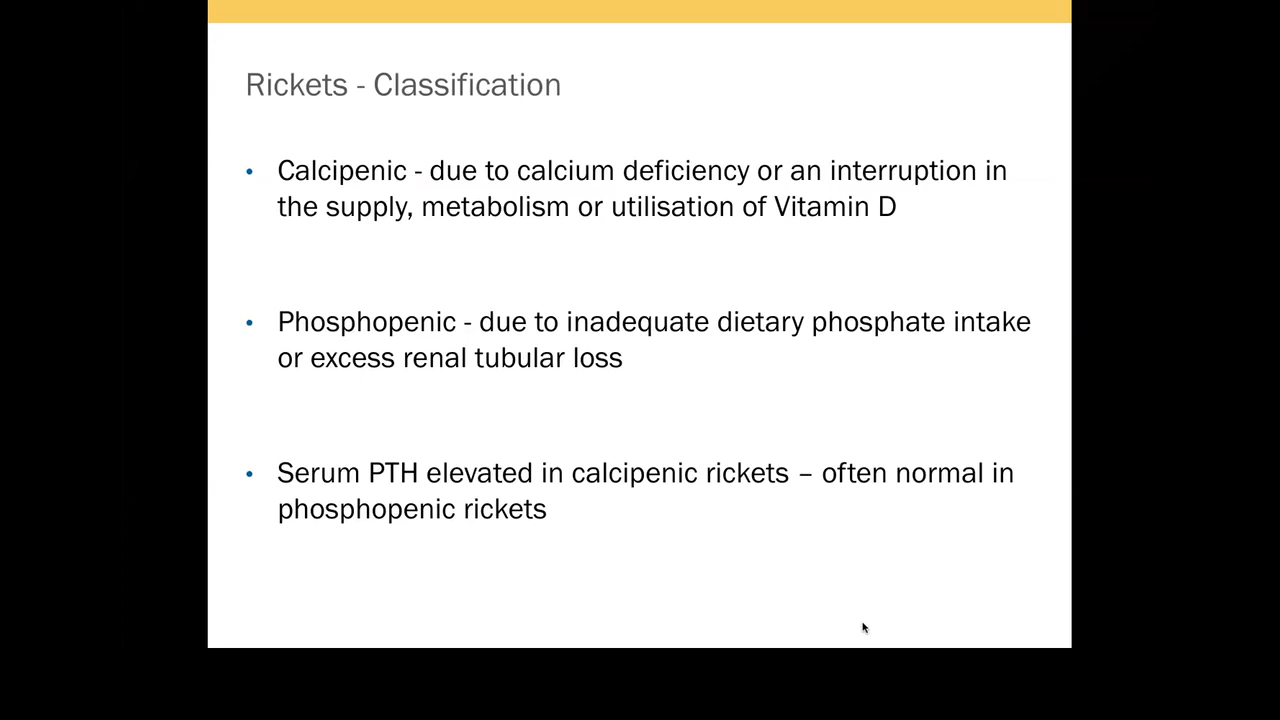 Rickets - Classification
• Calcipenic - due to calcium deficiency or an interruption in
the supply, metabolism or utilisation of Vitamin D
• Phosphopenic - due to inadequate dietary phosphate intake
or excess renal tubular loss
• Serum PTH elevated in calcipenic rickets – often normal in
phosphopenic rickets